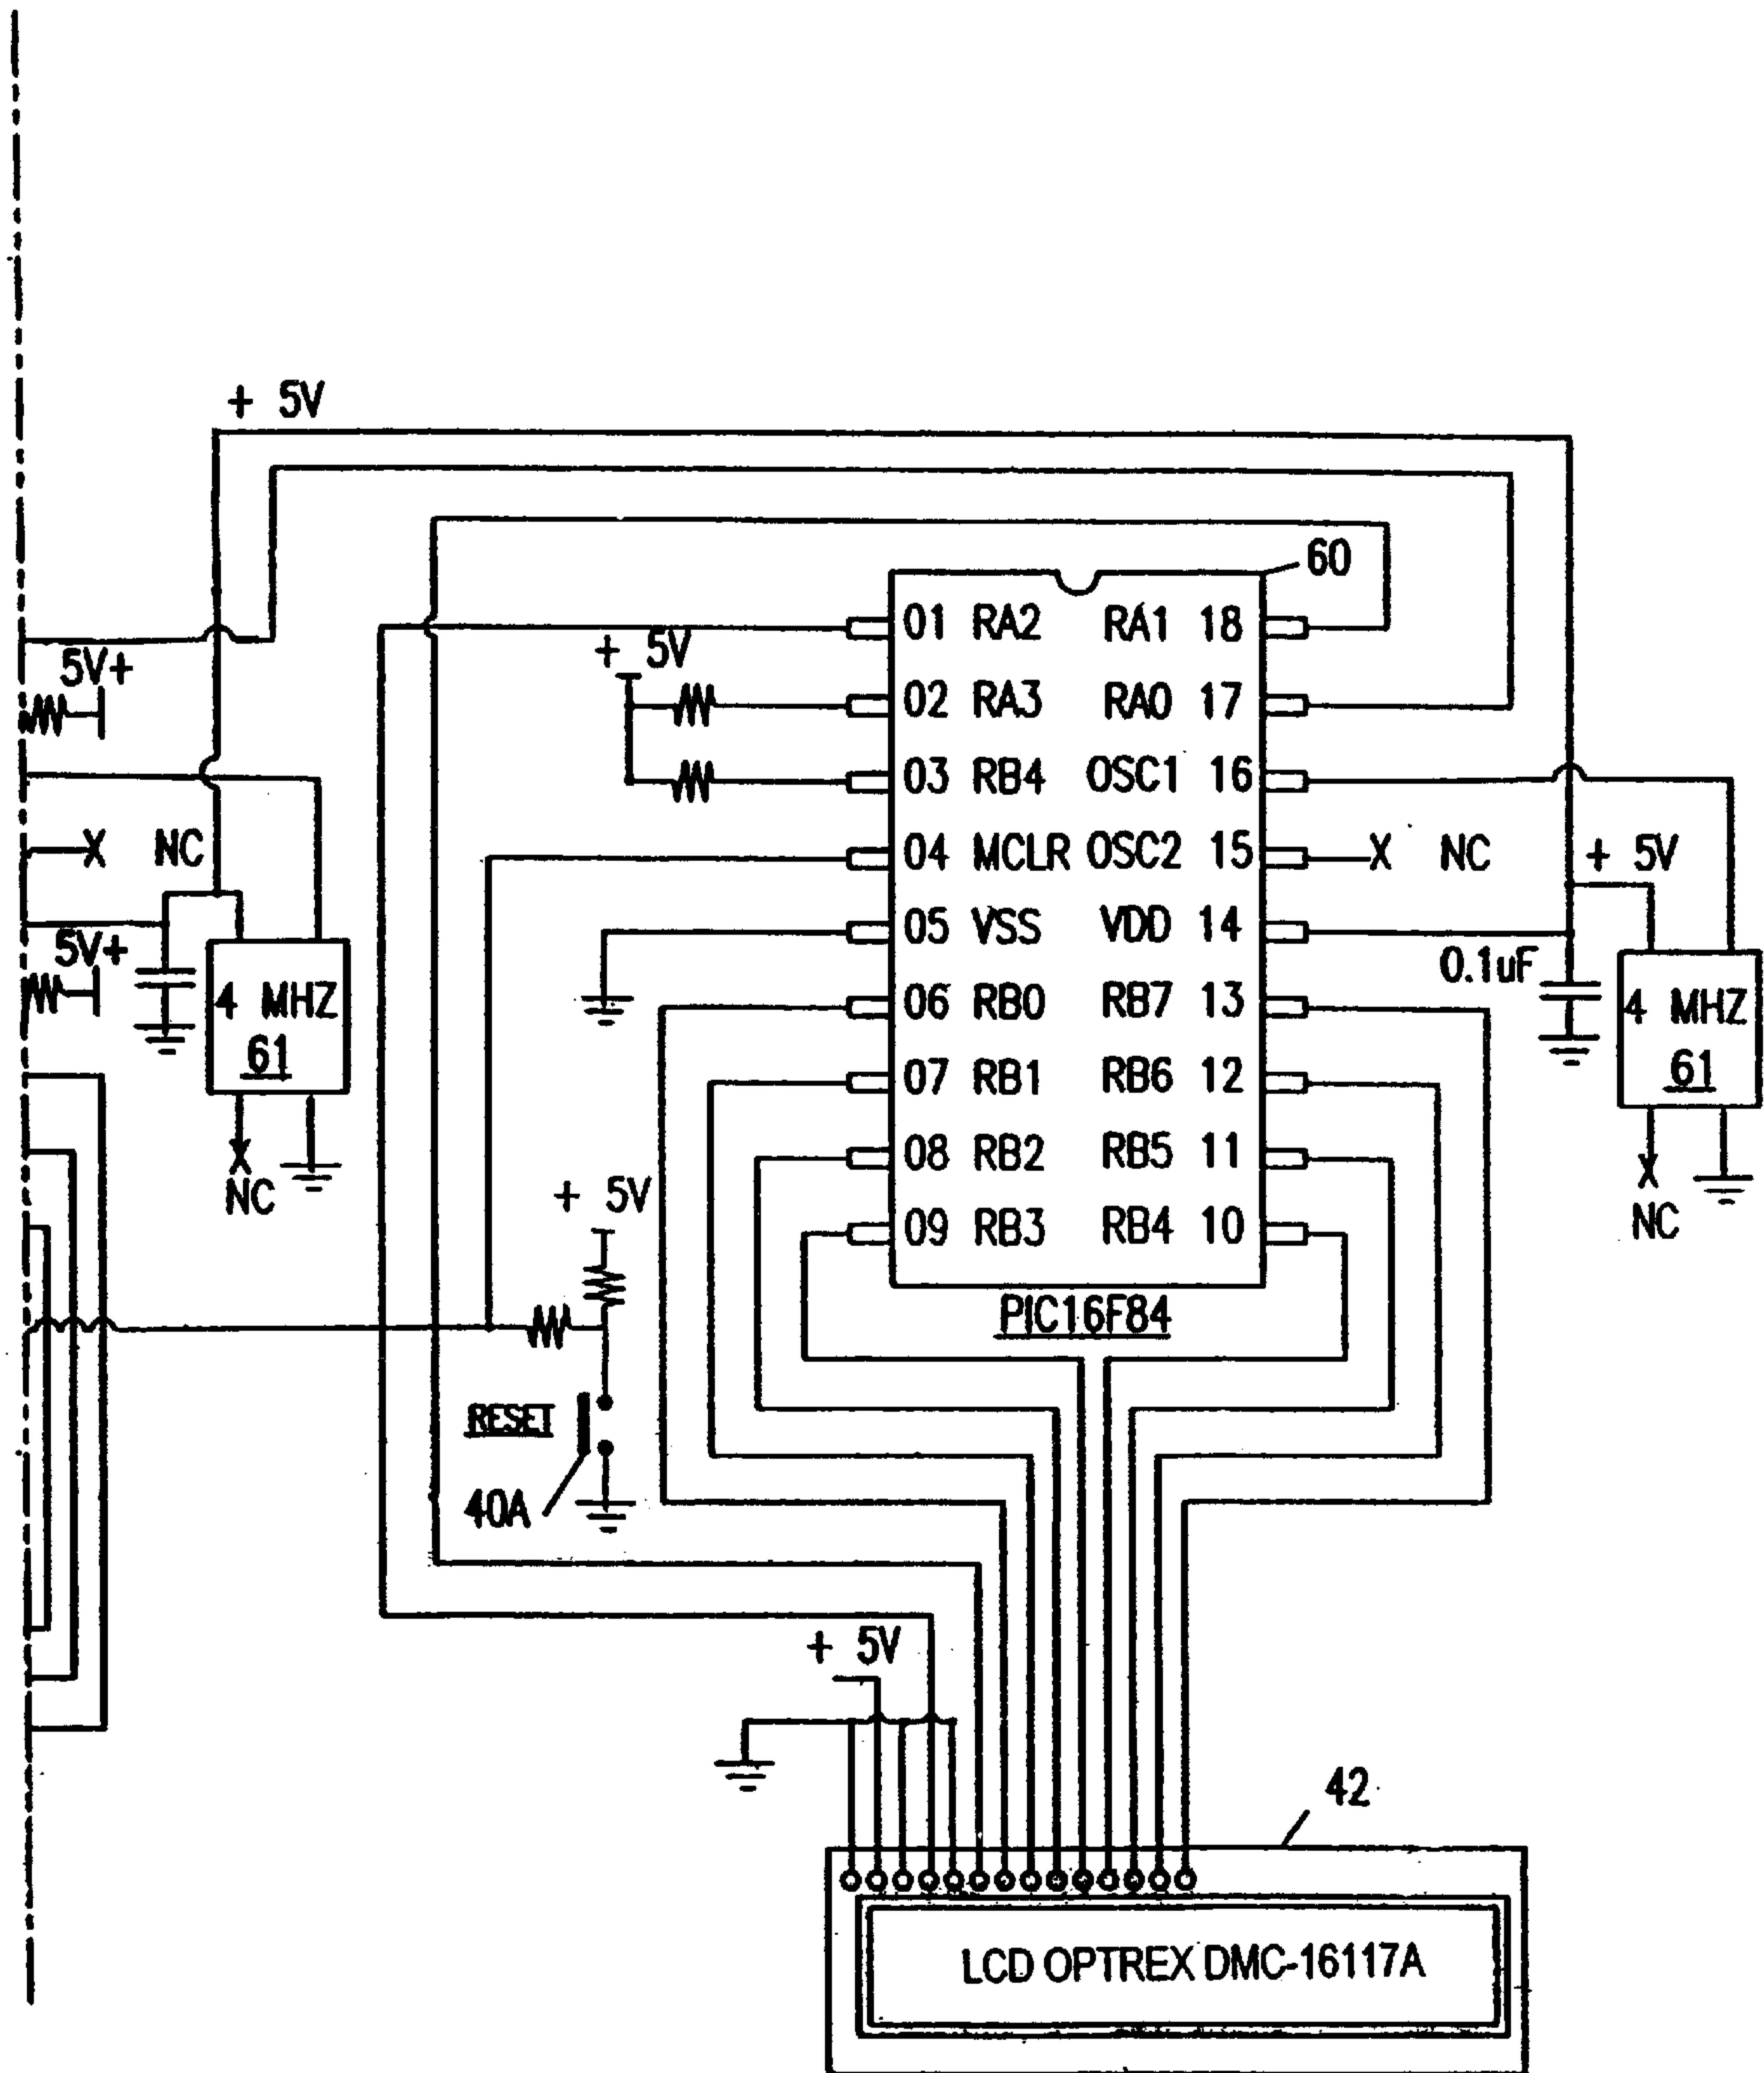 + 5V
60
01 RA2 RA1 18
5V+
+ 5V
02 RA3 RA0 17
03 RB4 OSC1 16
X NC
04 MCLR OSC2 15
X NC
+ 5V
05 VSS VDD 14
5V+
0.1uF
4 MHZ
61
06 RB0 RB7 13
4 MHZ
61
07 RB1 RB6 12
08 RB2 RB5 11
X
NC
X
NC
+ 5V
09 RB3 RB4 10
PIC16F84
RESET
40A
+ 5V
42
LCD OPTREX DMC-16117A